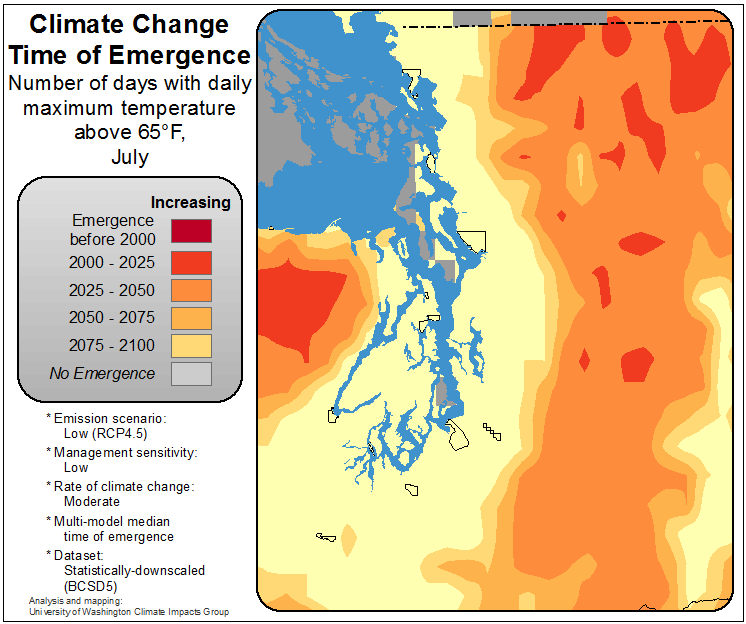 Climate Change
Time of Emergence
Number of days with daily
maximum temperature
above 65°F,
July
Increasing
Emergence
before 2000
2000 - 2025
2025 - 2050
2050 - 2075
2075 - 2100
No Emergence
* Emission scenario:
Low (RCP4.5)
* Management sensitivity:
Low
* Rate of climate change:
Moderate
* Multi-model median
time of emergence
* Dataset:
Statistically-downscaled
(BCSD5)
Analysis and mapping:
University of Washington Climate Impacts Group